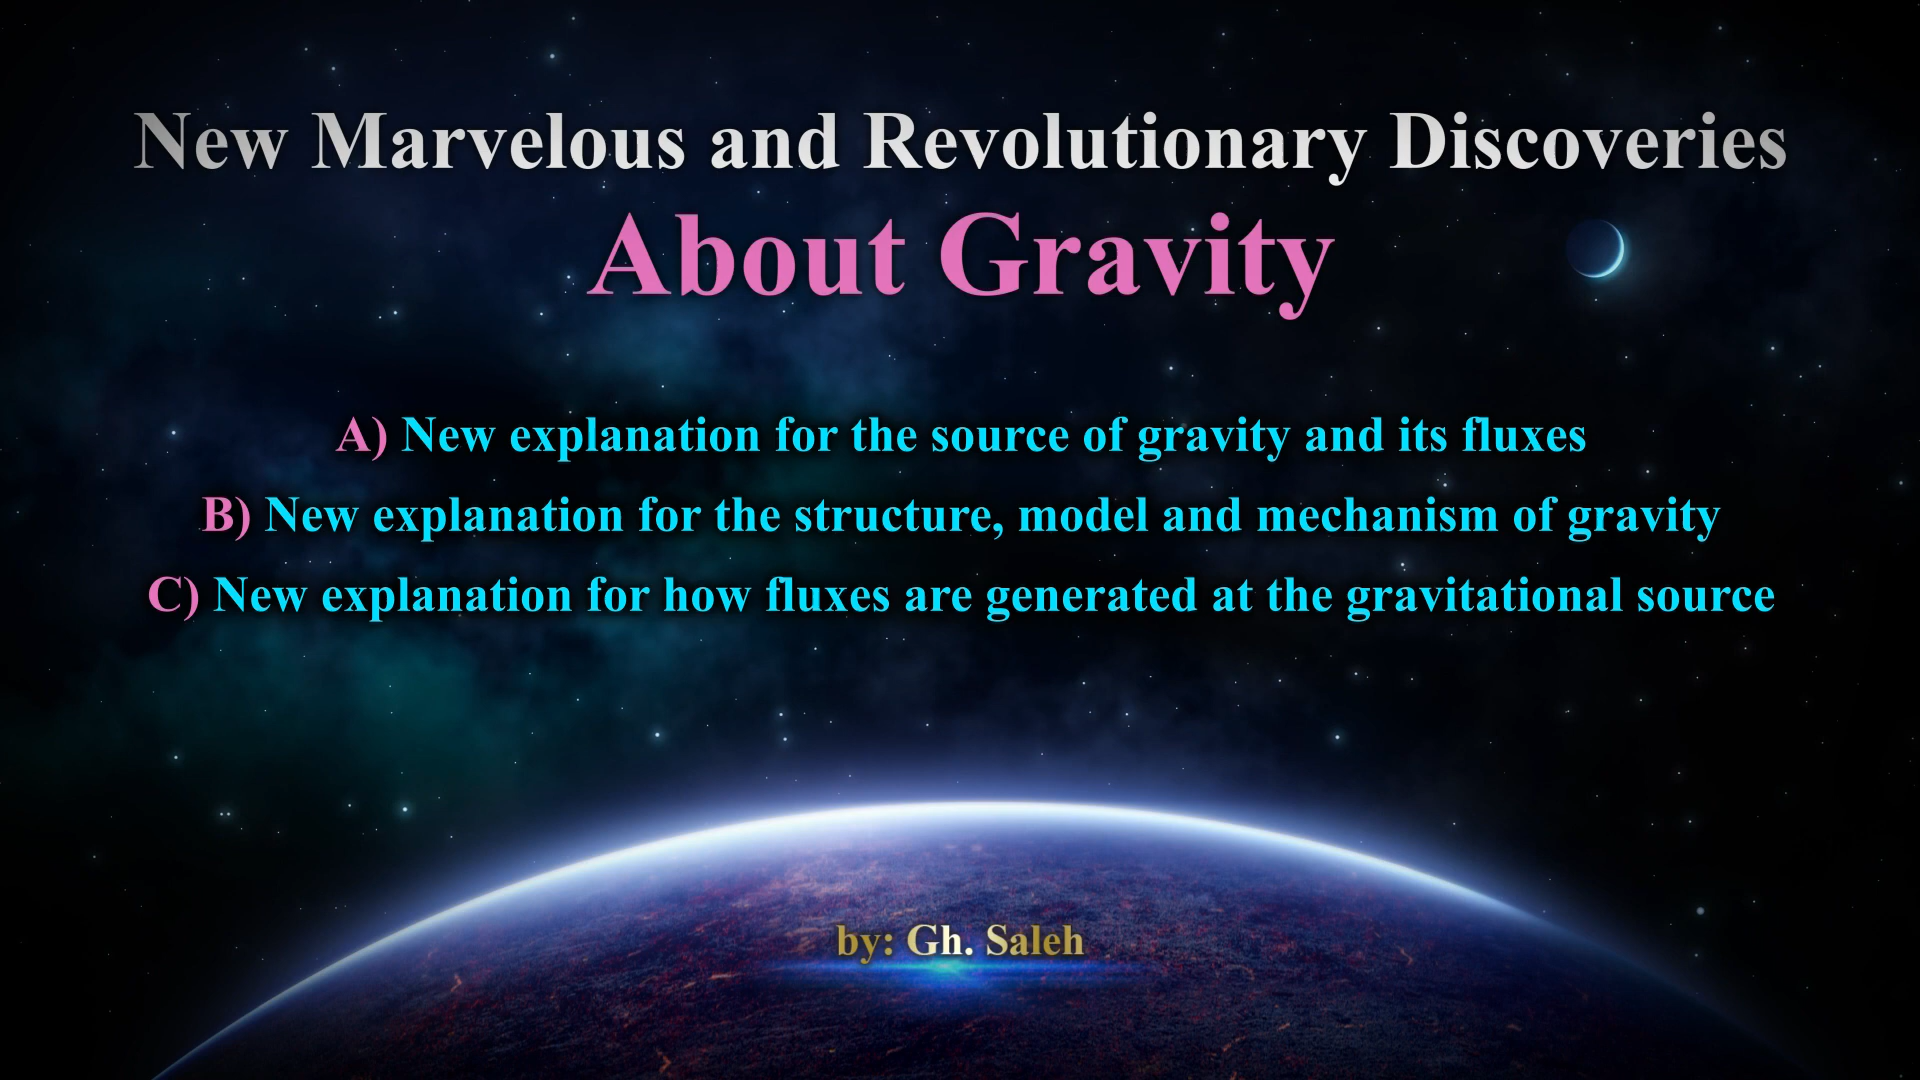 New Marvelous and Revolutionary Discoveries
About Gravity
A) New explanation for the source of gravity and its fluxes
B) New explanation for the structure, model and mechanism of gravity
C) New explanation for how fluxes are generated at the gravitational source
by: Gh. Saleh